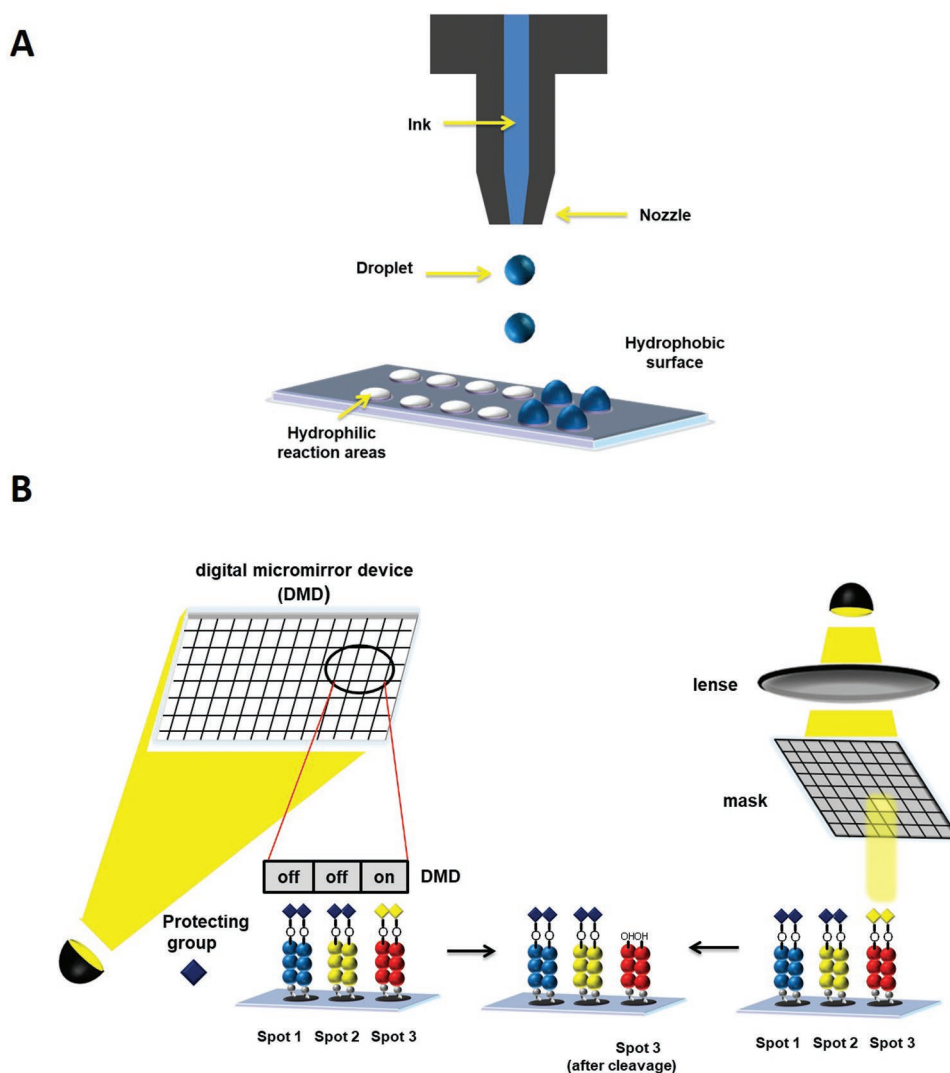 A
Ink
Nozzle
Droplet
Hydrophobic
surface
Hydrophilic
reaction areas
B
digital micromirror device
(DMD)
lense
mask
off off on DMD
Protecting
group
OHOH
Spot 1 Spot 2 Spot 3
Spot 3
(after cleavage)
Spot 1 Spot 2 Spot 3